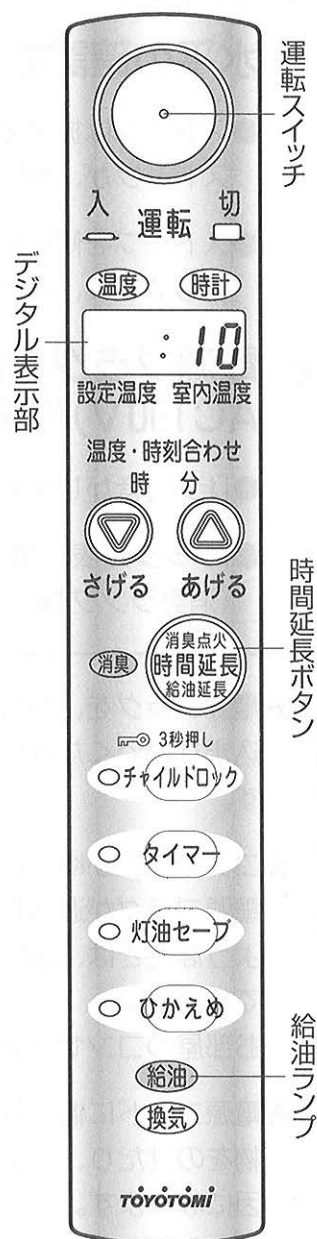 運転スイッチ
入 運転 切
温度 時計
デジタル表示部
:10
設定温度 室内温度
温度・時刻合わせ
時 分
さげる あげる
消臭
消臭点火
時間延長
給油延長
時間延長ボタン
3秒押し
チャイルドロック
タイマー
灯油セーブ
ひかえめ
給油
給油ランプ
換気
TOYOTOMI